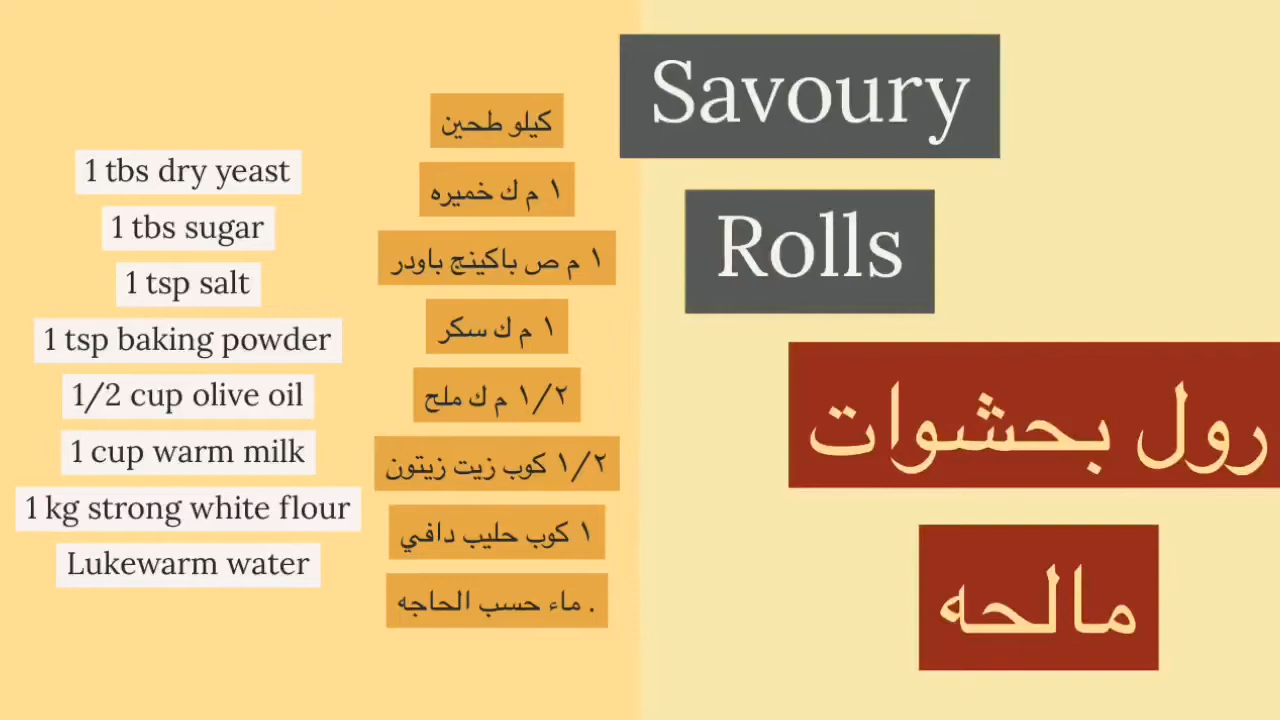 Savoury
Rolls
رول بحشوات
مالحه
1 tbs dry yeast
1 tbs sugar
1 tsp salt
1 tsp baking powder
1/2 cup olive oil
1 cup warm milk
1 kg strong white flour
Lukewarm water
كيلو طحين
١ م ك خميره
١ م ص باكينج باودر
١ م ك سكر
١/٢ م ك ملح
١/٢ كوب زيت زيتون
١ كوب حليب دافي
. ماء حسب الحاجه